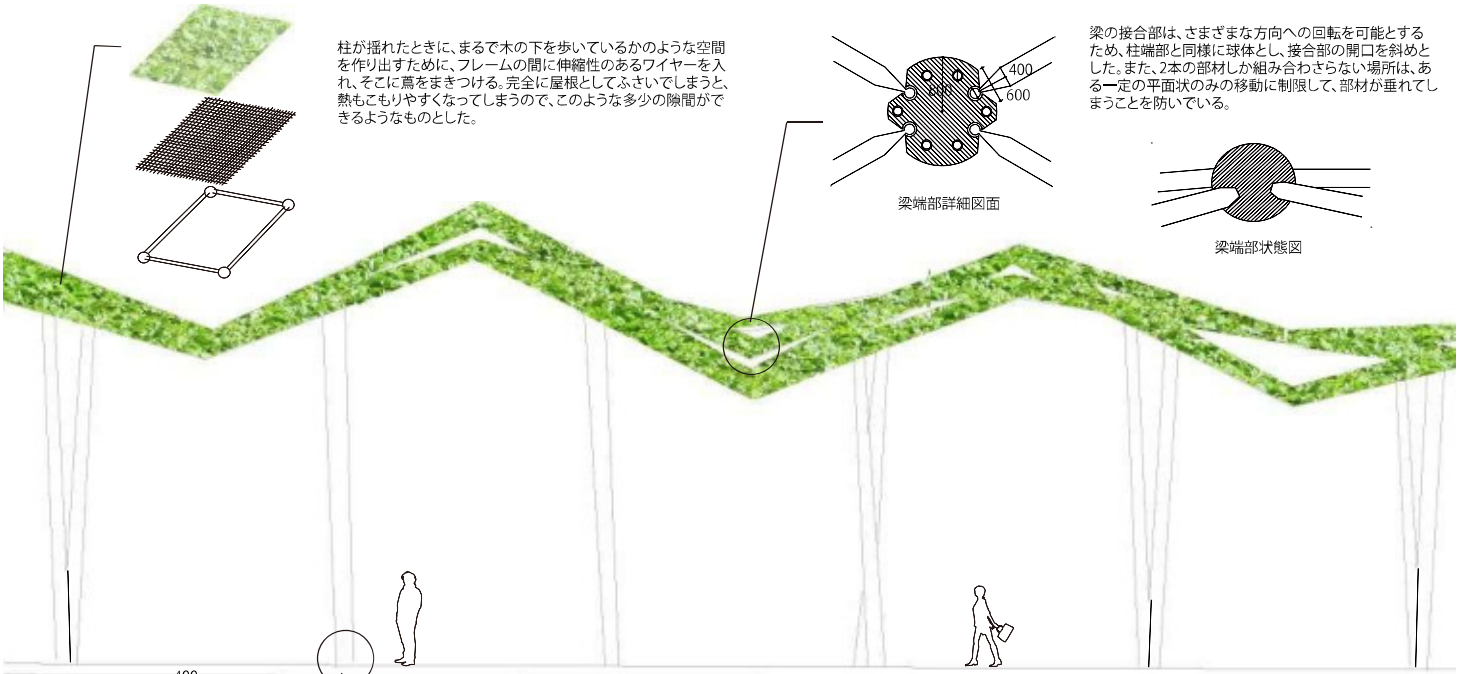 柱が揺れたときに、まるで木の下を歩いているかのような空間
を作り出すために、フレームの間に伸縮性のあるワイヤーを入
れ、そこに蔦をまきつける。完全に屋根としてふさいでしまうと、
熱もこもりやすくなってしまうので、このような多少の隙間がで
きるようなものとした。
800
400
600
梁端部詳細図面
梁の接合部は、さまざまな方向への回転を可能とする
ため、柱端部と同様に球体とし、接合部の開口を斜めと
した。また、2本の部材しか組み合わさらない場所は、あ
る一定の平面状のみの移動に制限して、部材が垂れてし
まうことを防いでいる。
梁端部状態図
400